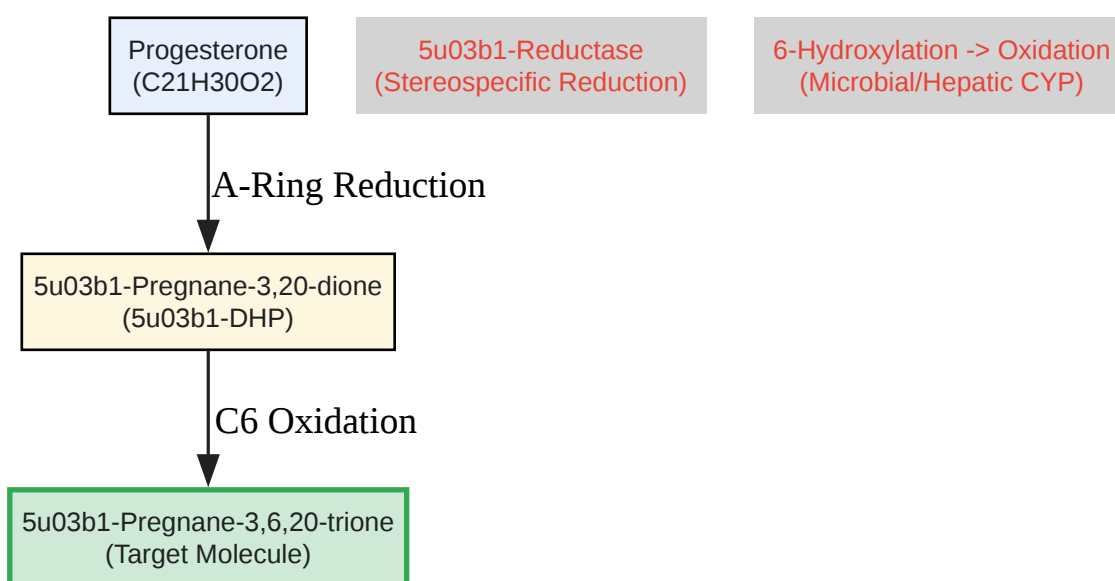 Progesterone
(C21H30O2)
5u03b1-Reductase
(Stereospecific Reduction)
6-Hydroxylation -> Oxidation
(Microbial/Hepatic CYP)
A-Ring Reduction
5u03b1-Pregnane-3,20-dione
(5u03b1-DHP)
C6 Oxidation
5u03b1-Pregnane-3,6,20-trione
(Target Molecule)